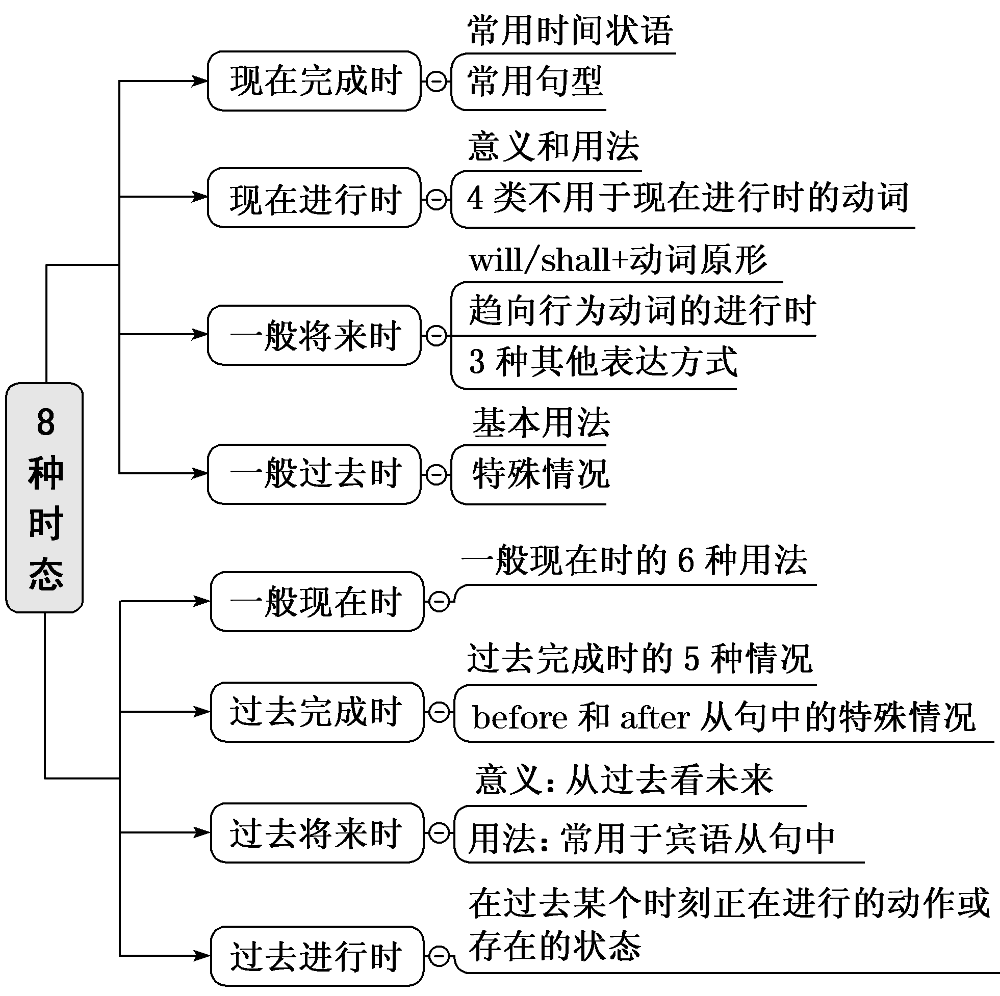 8
种
时
态
现在完成时
常用时间状语
常用句型
现在进行时
意义和用法
4 类不用于现在进行时的动词
一般将来时
will/shall+动词原形
趋向行为动词的进行时
3 种其他表达方式
一般过去时
基本用法
特殊情况
一般现在时
一般现在时的 6 种用法
过去完成时
过去完成时的 5 种情况
before 和 after 从句中的特殊情况
过去将来时
意义：从过去看未来
用法：常用于宾语从句中
过去进行时
在过去某个时刻正在进行的动作或
存在的状态